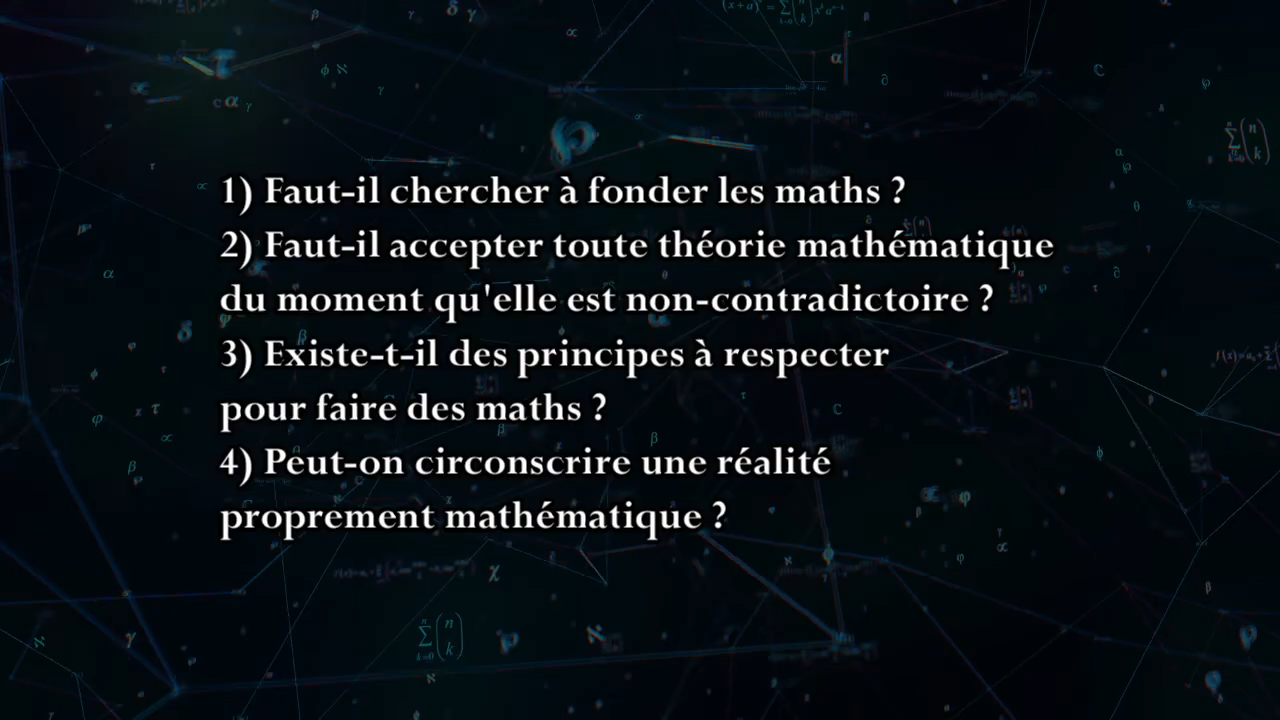 1) Faut-il chercher à fonder les maths ?
2) Faut-il accepter toute théorie mathématique
du moment qu'elle est non-contradictoire ?
3) Existe-t-il des principes à respecter
pour faire des maths ?
4) Peut-on circonscrire une réalité
proprement mathématique ?